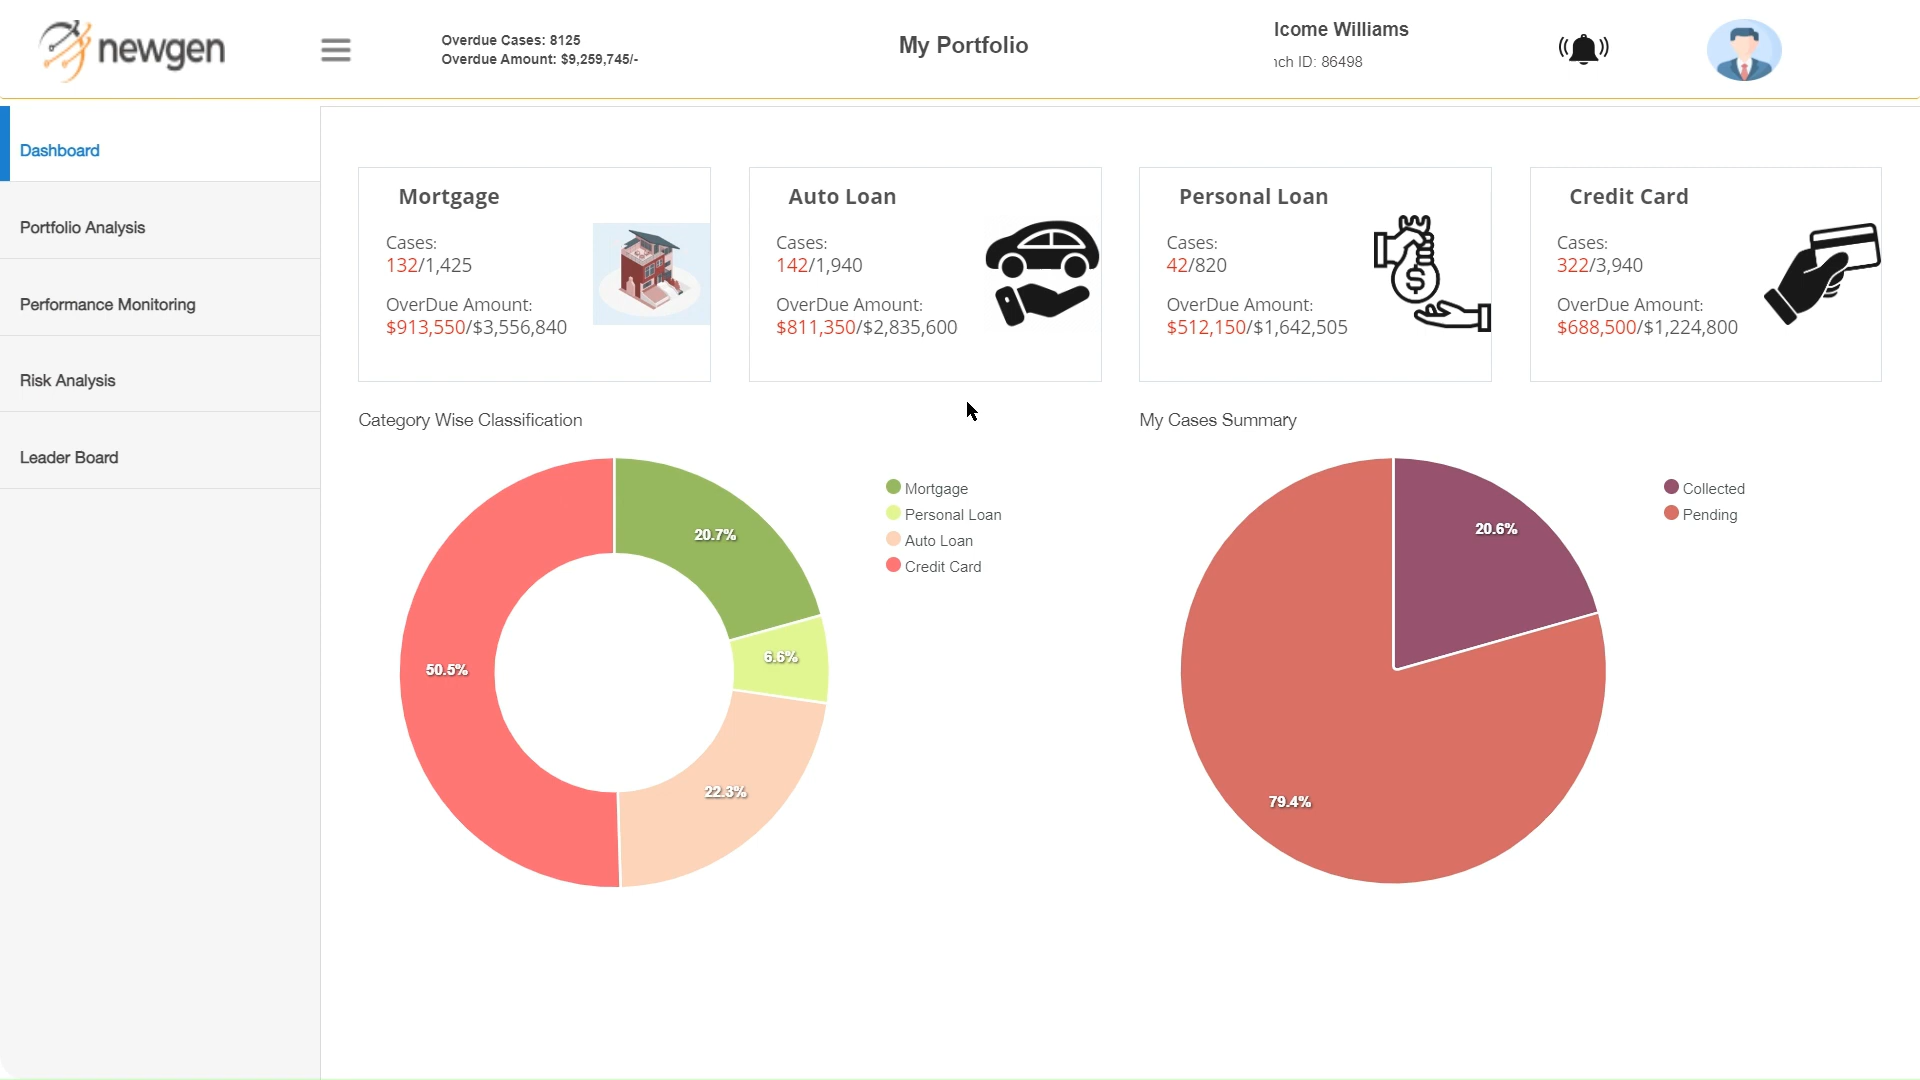 newgen
Overdue Cases: 8125
Overdue Amount: $9,259,745/-
My Portfolio
lcome Williams
nch ID: 86498
Dashboard
Portfolio Analysis
Performance Monitoring
Risk Analysis
Leader Board
Mortgage
Cases:
132/1,425
OverDue Amount:
$913,550/$3,556,840
Auto Loan
Cases:
142/1,940
OverDue Amount:
$811,350/$2,835,600
Personal Loan
Cases:
42/820
OverDue Amount:
$512,150/$1,642,505
$
Credit Card
Cases:
322/3,940
OverDue Amount:
$688,500/$1,224,800
Category Wise Classification
20.7%
6.6%
22.3%
50.5%
Mortgage
Personal Loan
Auto Loan
Credit Card
My Cases Summary
20.6%
79.4%
Collected
Pending